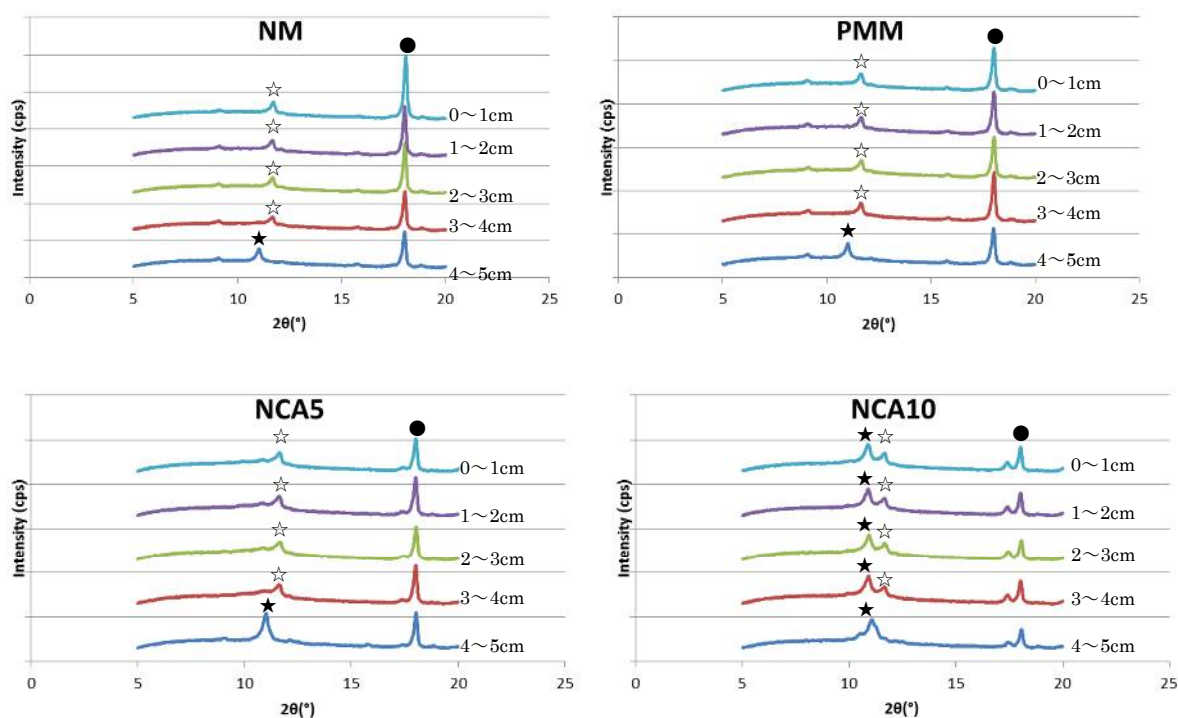 NM
☆
●
0～1cm
☆
1～2cm
☆
2～3cm
☆
3～4cm
★
4～5cm
Intensity (cps)
0 5 10 15 20 25
2θ(°)
PMM
☆
●
0～1cm
☆
1～2cm
☆
2～3cm
☆
3～4cm
★
4～5cm
Intensity (cps)
0 5 10 15 20 25
2θ(°)
NCA5
☆
●
0～1cm
☆
1～2cm
☆
2～3cm
☆
3～4cm
★
4～5cm
Intensity (cps)
0 5 10 15 20 25
2θ(°)
NCA10
★ ☆
●
0～1cm
★ ☆
1～2cm
★ ☆
2～3cm
★ ☆
3～4cm
★
4～5cm
Intensity (cps)
0 5 10 15 20 25
2θ(°)